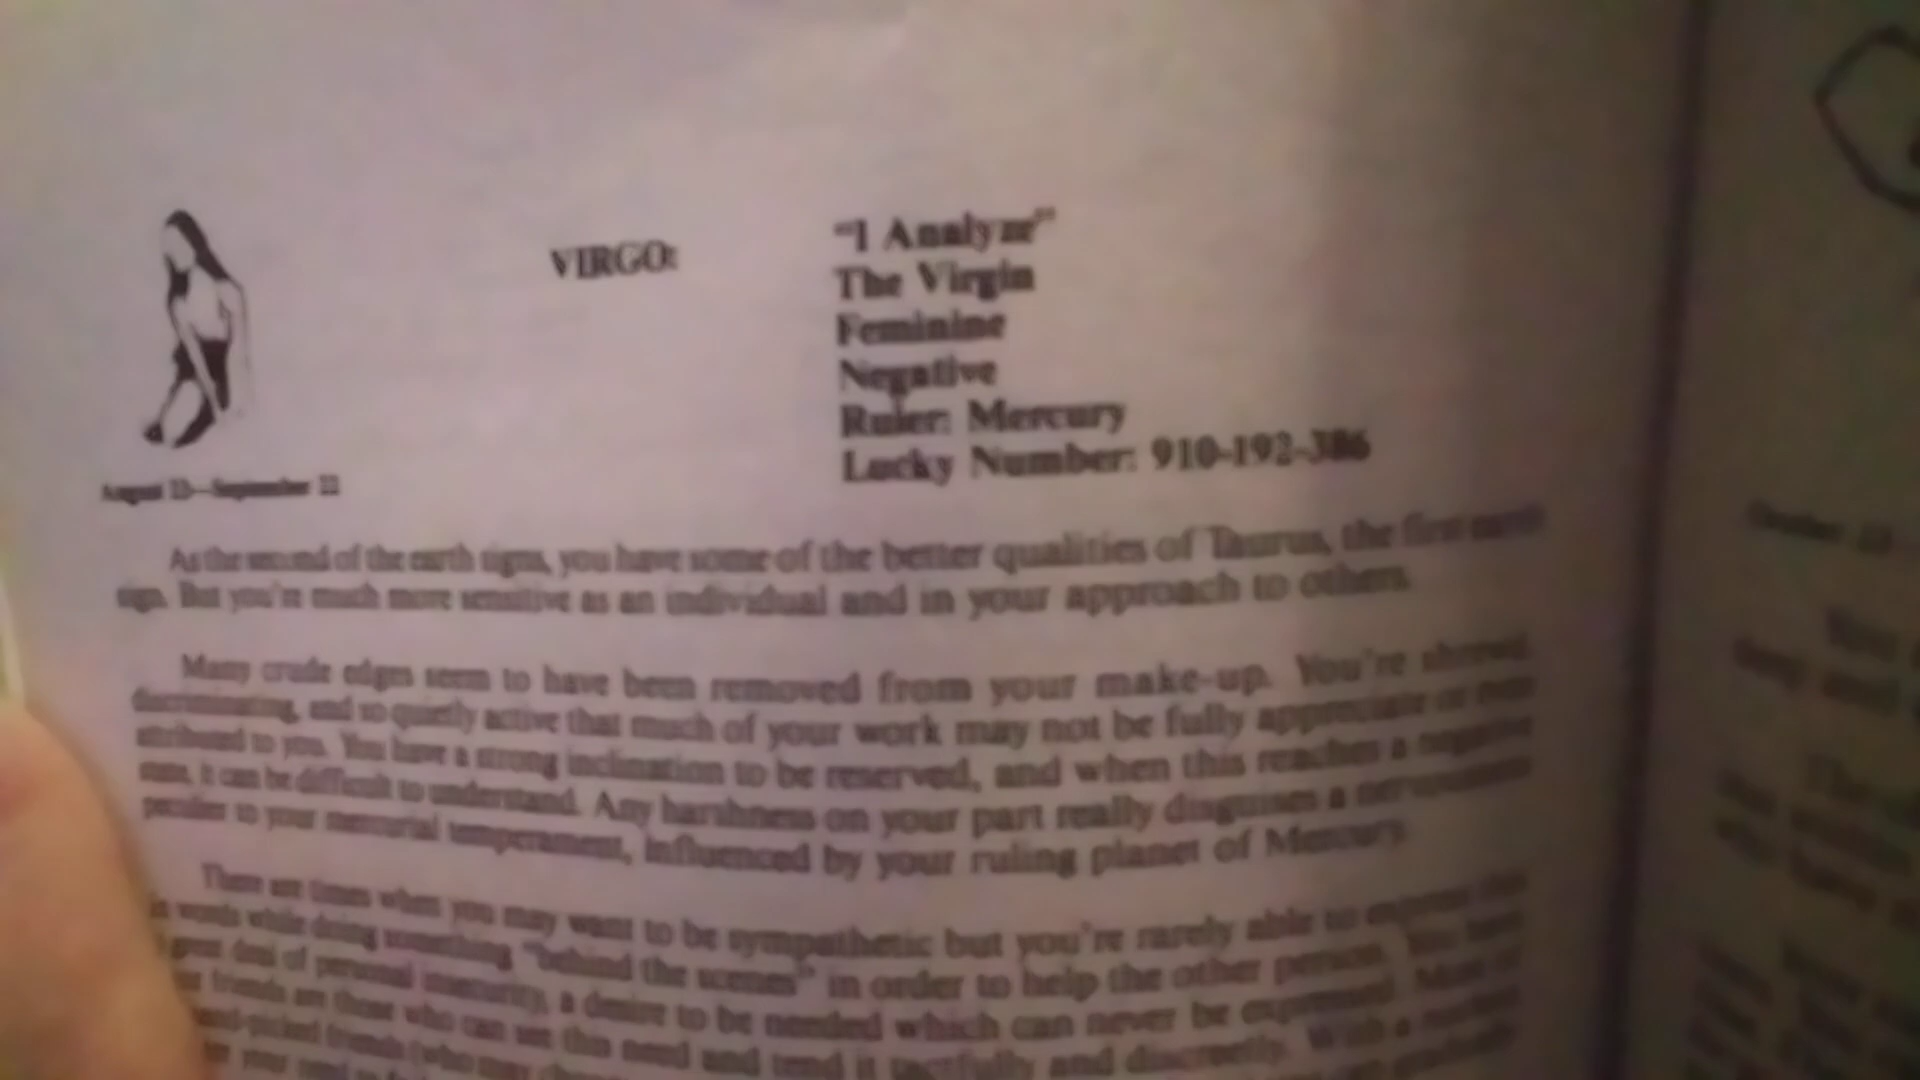 VIRGO:
"I Analyze"
The Virgin
Feminine
Negative
Ruler: Mercury
Lucky Number: 910-192-386
August 23—September 22
As the second of the earth signs, you have some of the better qualities of Taurus, the first earth
sign. But you're much more sensitive as an individual and in your approach to others.
Many crude edges seem to have been removed from your make-up. You're shrewd,
discriminating, and so quietly active that much of your work may not be fully appreciate or even
attributed to you. You have a strong inclination to be reserved, and when this reaches a negative
it can be difficult to understand. Any harshness on your part really disguises a nervousness
peculiar to your mercurial temperament, influenced by your ruling planet of Mercury.
There are times when you may want to be sympathetic but you're rarely able to express this
in words while doing something "behind the scenes" in order to help the other person. You have
great deal of personal insecurity, a desire to be needed which can never be expressed. Most of
friends are those who can see this need and tend it tactfully and discreetly. With a
friends